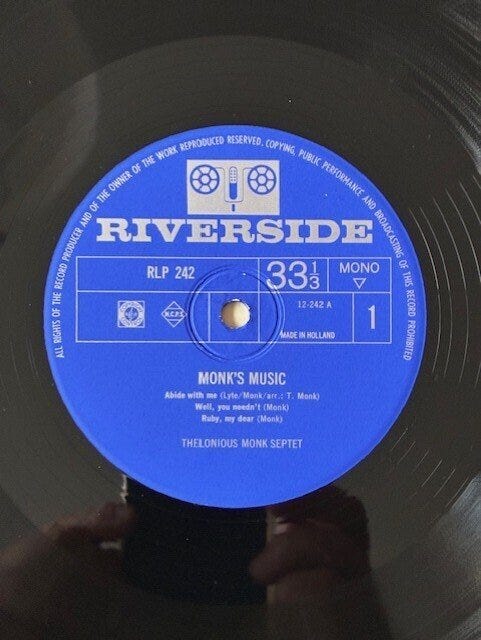 ALL RIGHTS OF THE RECORD PRODUCER AND OF THE OWNER OF THE WORK REPRODUCED RESERVED. COPYING, PUBLIC PERFORMANCE AND BROADCASTING OF THIS RECORD PROHIBITED
RIVERSIDE
RLP 242
33 1/3
MONO
12-242 A
1
N.C.P.S.
MADE IN HOLLAND
MONK'S MUSIC
Abide with me (Lyte/Monk/arr.: T. Monk)
Well, you needn't (Monk)
Ruby, my dear (Monk)
THELONIOUS MONK SEPTET